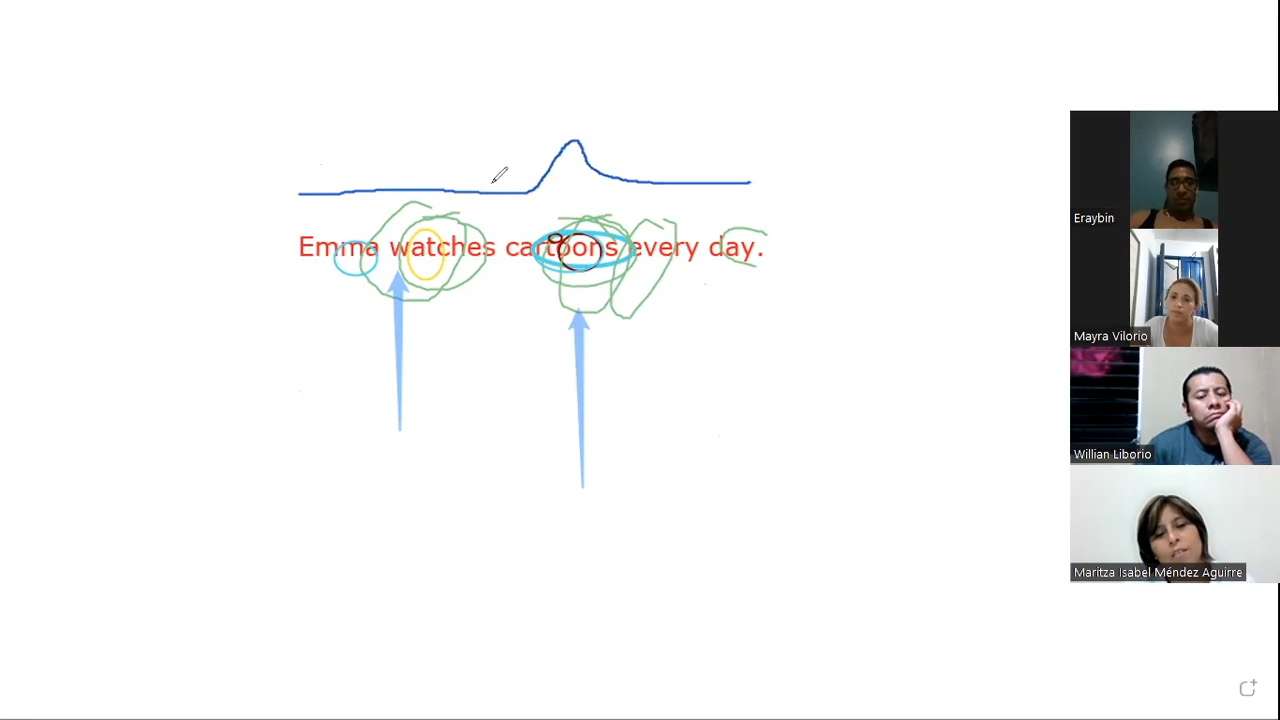 Emma watches cartoons every day.
Eraybin
Mayra Vilorio
Willian Liborio
Maritza Isabel Méndez Aguirre